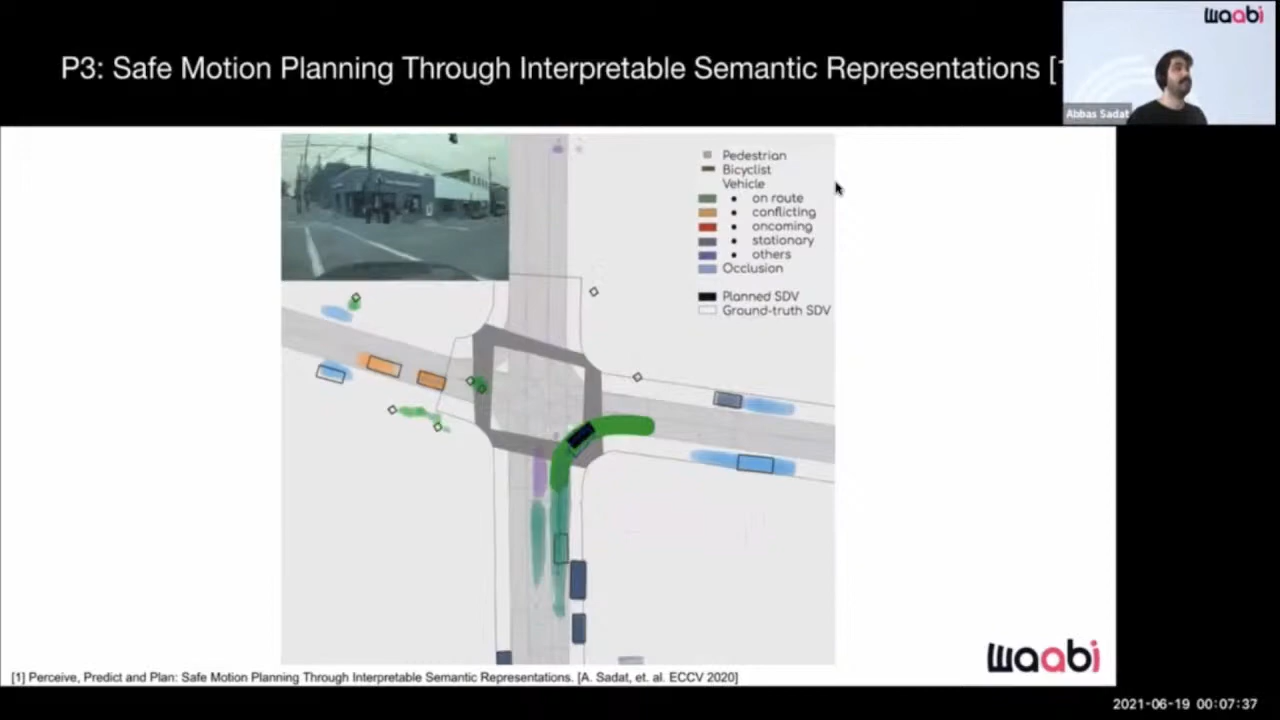 waabi
P3: Safe Motion Planning Through Interpretable Semantic Representations [1
Abbas Sadat
Pedestrian
Bicyclist
Vehicle
• on route
• conflicting
• oncoming
• stationary
• others
Occlusion
Planned SDV
Ground-truth SDV
waabi
[1] Perceive, Predict and Plan: Safe Motion Planning Through Interpretable Semantic Representations. [A. Sadat, et. al. ECCV 2020]
2021-06-19 00:07:37